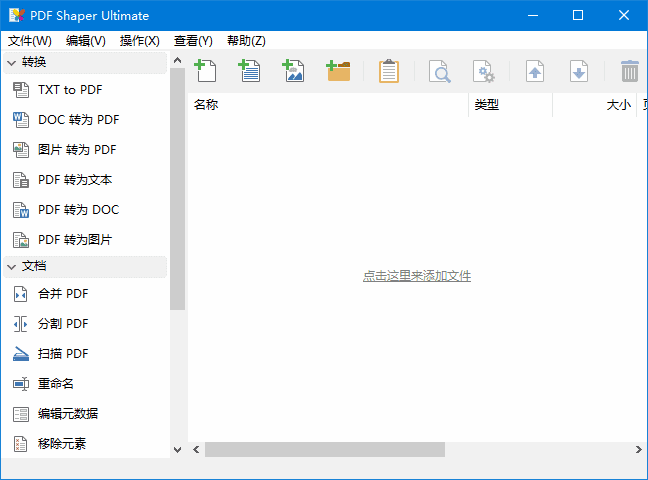 PDF Shaper Ultimate
文件(W) 编辑(V) 操作(X) 查看(Y) 帮助(Z)
转换
TXT to PDF
DOC 转为 PDF
图片 转为 PDF
PDF 转为文本
PDF 转为 DOC
PDF 转为图片
文档
合并 PDF
分割 PDF
扫描 PDF
重命名
编辑元数据
移除元素
名称 类型 大小
点击这里来添加文件